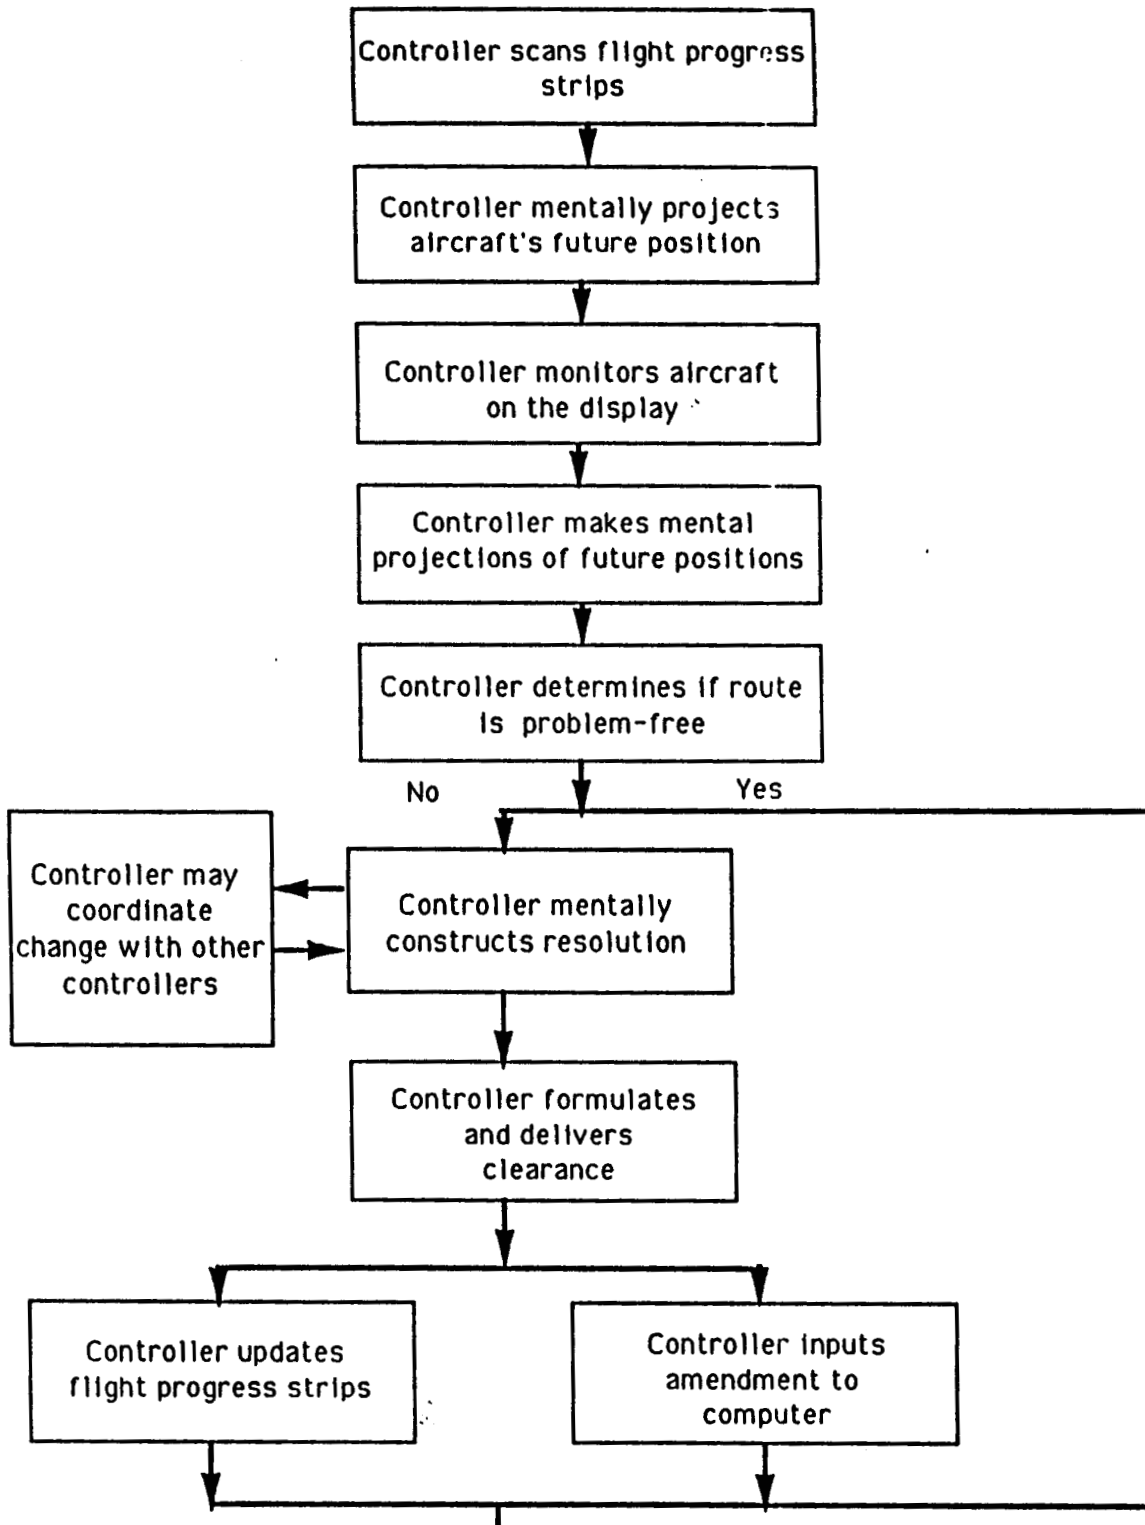 Controller scans flight progress
strips
Controller mentally projects
aircraft's future position
Controller monitors aircraft
on the display
Controller makes mental
projections of future positions
Controller determines if route
is problem-free
No
Yes
Controller may
coordinate
change with other
controllers
Controller mentally
constructs resolution
Controller formulates
and delivers
clearance
Controller updates
flight progress strips
Controller inputs
amendment to
computer